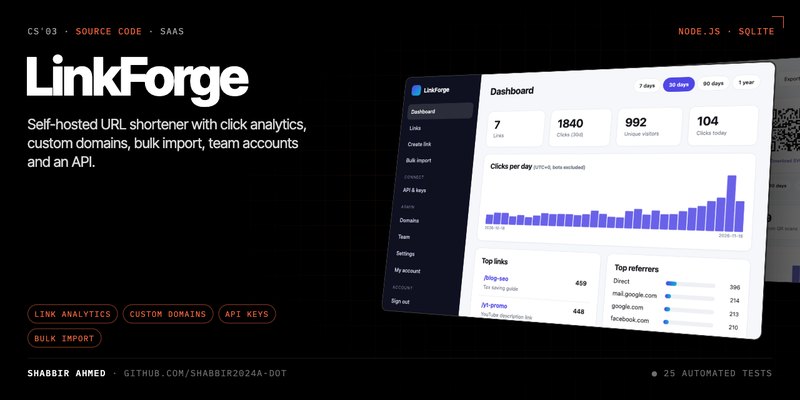 CS'03 · SOURCE CODE · SAAS
NODE.JS · SQLITE
LinkForge
Self-hosted URL shortener with click analytics,
custom domains, bulk import, team accounts
and an API.
LINK ANALYTICS
CUSTOM DOMAINS
API KEYS
BULK IMPORT
SHABBIR AHMED · GITHUB.COM/SHABBIR2024A-DOT
25 AUTOMATED TESTS
LinkForge
Dashboard
Links
Create link
Bulk import
CONNECT
API & keys
ADMIN
Domains
Team
Settings
My account
ACCOUNT
Sign out
Dashboard
7 days
30 days
90 days
1 year
7
Links
1840
Clicks (30d)
992
Unique visitors
104
Clicks today
Clicks per day (UTC+0, bots excluded)
Top links
/blog-seo
Tax saving guide
459
/yt-promo
YouTube description link
448
Top referrers
Direct
396
mail.google.com
214
google.com
213
facebook.com
210